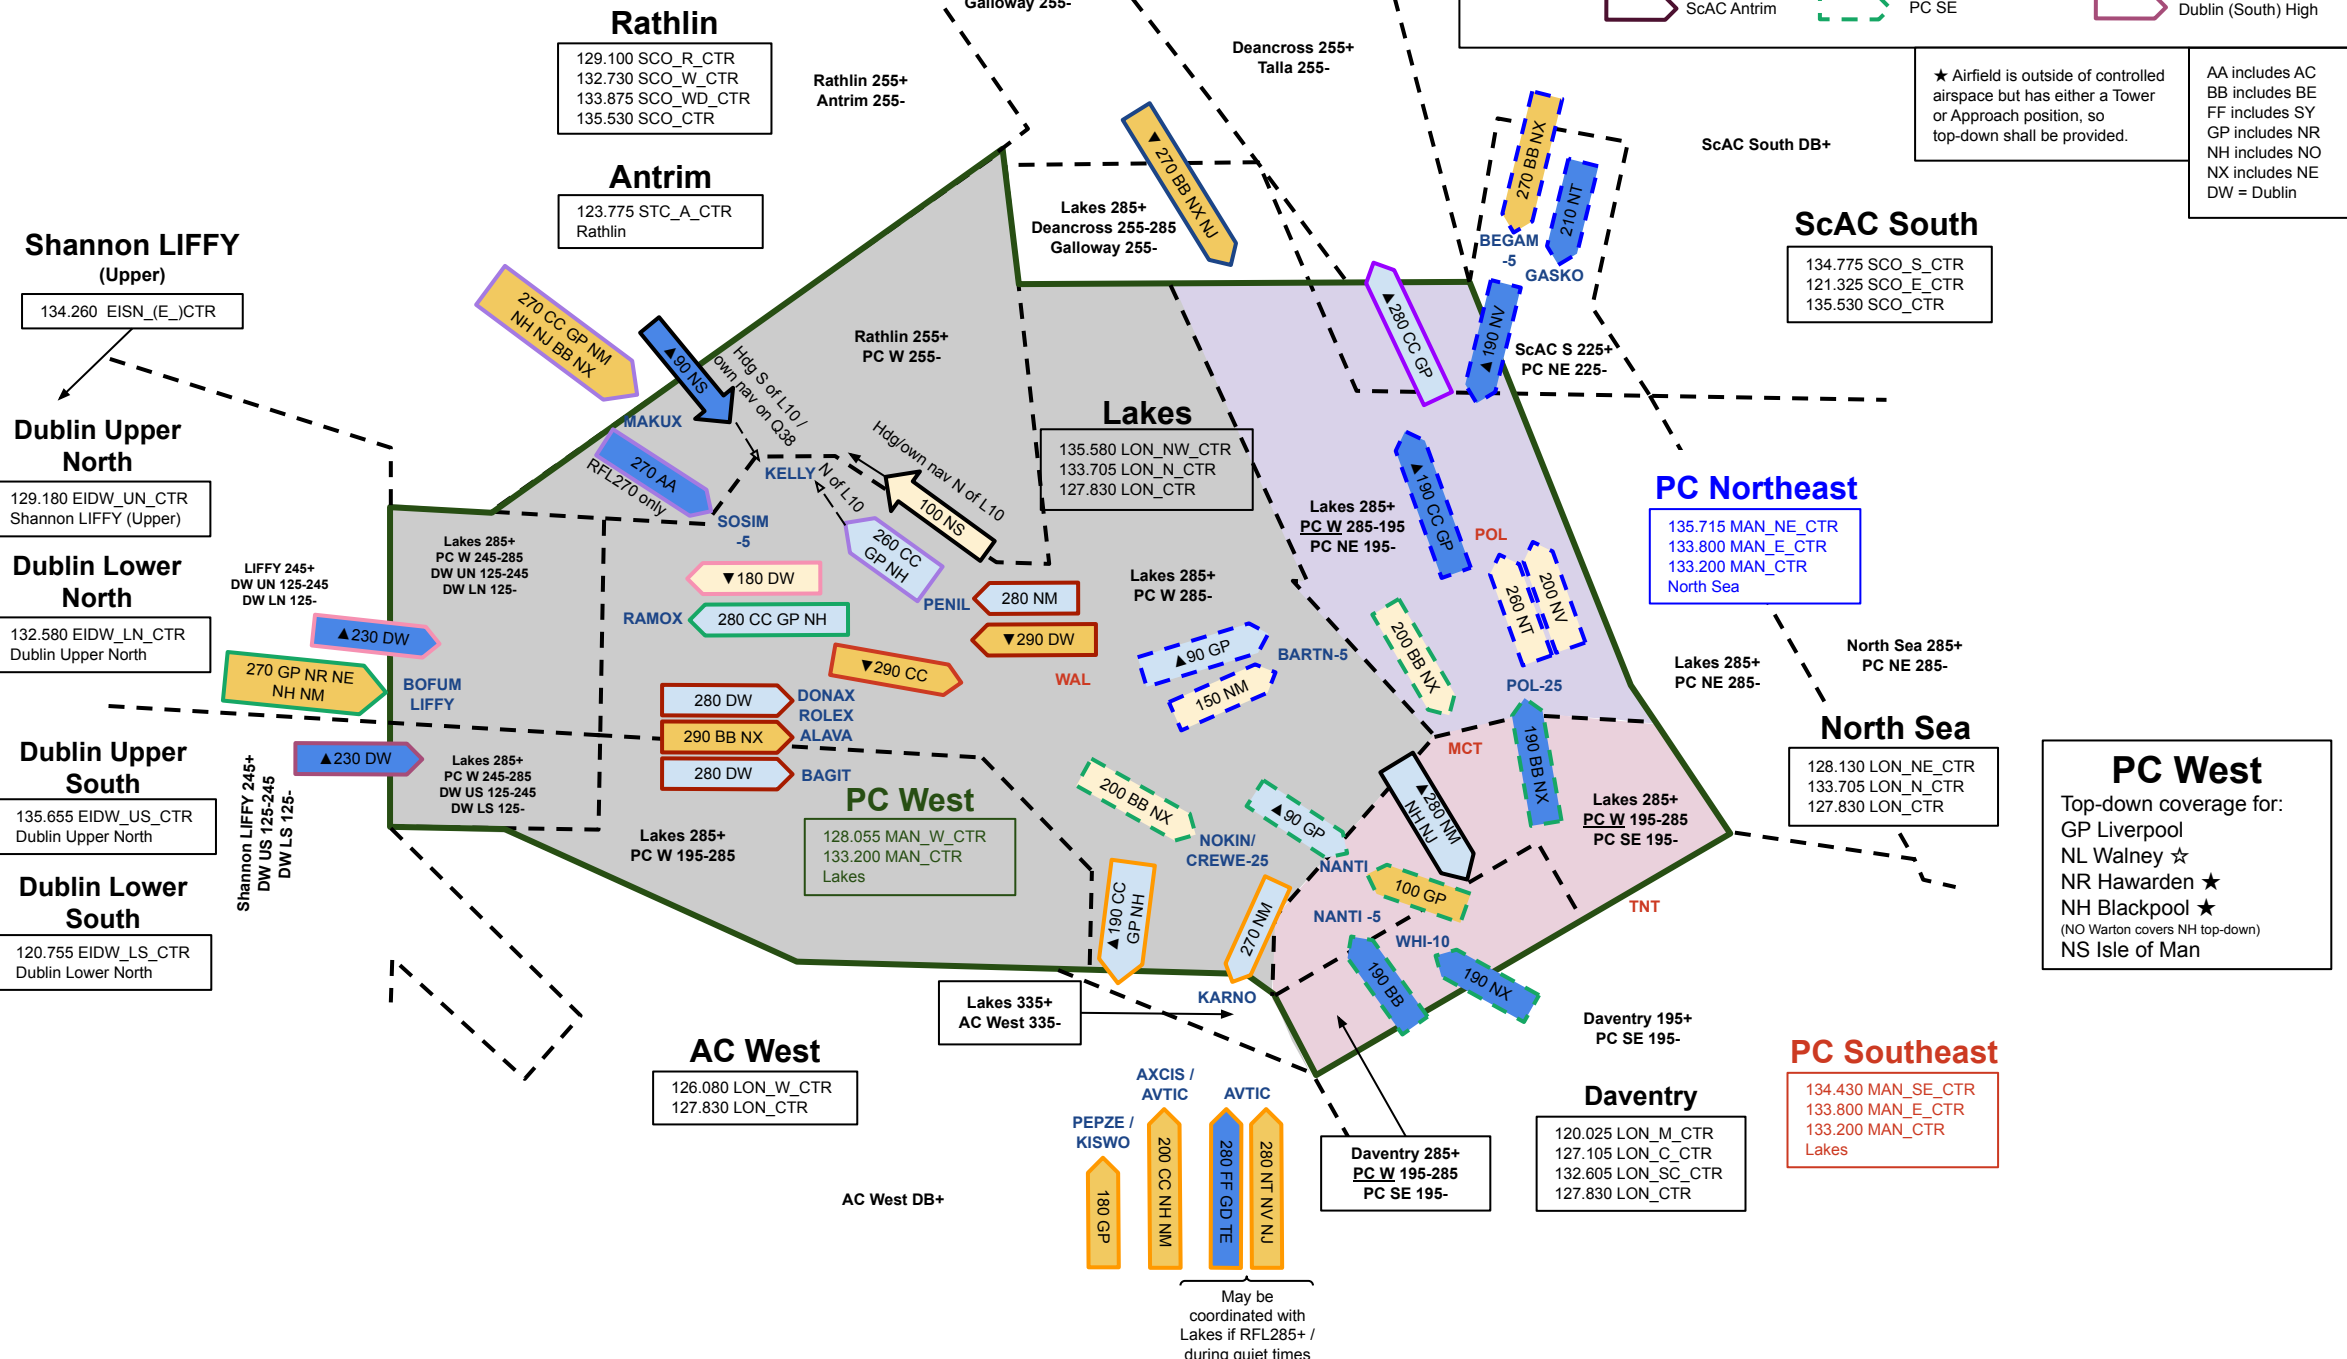 Galloway 255-
ScAC Antrim
PC SE
Dublin (South) High
★ Airfield is outside of controlled
airspace but has either a Tower
or Approach position, so
top-down shall be provided.
AA includes AC
BB includes BE
FF includes SY
GP includes NR
NH includes NO
NX includes NE
DW = Dublin
Rathlin
129.100 SCO_R_CTR
132.730 SCO_W_CTR
133.875 SCO_WD_CTR
135.530 SCO_CTR
Rathlin 255+
Antrim 255-
Deancross 255+
Talla 255-
ScAC South DB+
Antrim
123.775 STC_A_CTR
Rathlin
Lakes 285+
Deancross 255-285
Galloway 255-
▲ 270 BB NX NJ
270 BB NX
210 NT
BEGAM
-5
GASKO
ScAC South
134.775 SCO_S_CTR
121.325 SCO_E_CTR
135.530 SCO_CTR
Shannon LIFFY
(Upper)
134.260 EISN_(E_)CTR
270 CC GP NM
NH NJ BB NX
▲90 NS
Hdg S of L10 /
own nav on Q38
Rathlin 255+
PC W 255-
▲280 CC GP
▲190 NV
ScAC S 225+
PC NE 225-
Dublin Upper
North
129.180 EIDW_UN_CTR
Shannon LIFFY (Upper)
MAKUX
270 AA
RFL270 only
KELLY
N of L10
Hdg/own nav N of L10
100 NS
SOSIM
-5
260 CC
GP NH
Lakes
135.580 LON_NW_CTR
133.705 LON_N_CTR
127.830 LON_CTR
▲190 CC GP
Lakes 285+
PC W 285-195
PC NE 195-
POL
PC Northeast
135.715 MAN_NE_CTR
133.800 MAN_E_CTR
133.200 MAN_CTR
North Sea
Dublin Lower
North
132.580 EIDW_LN_CTR
Dublin Upper North
LIFFY 245+
DW UN 125-245
DW LN 125-
Lakes 285+
PC W 245-285
DW UN 125-245
DW LN 125-
▼180 DW
RAMOX
280 CC GP NH
PENIL
280 NM
▼290 DW
WAL
▼290 CC
Lakes 285+
PC W 285-
▲90 GP
150 NM
BARTN-5
200 BB NX
260 NT
200 NV
POL-25
Lakes 285+
PC NE 285-
North Sea 285+
PC NE 285-
▲230 DW
270 GP NR NE
NH NM
BOFUM
LIFFY
280 DW
DONAX
ROLEX
ALAVA
290 BB NX
280 DW
BAGIT
MCT
190 BB NX
North Sea
128.130 LON_NE_CTR
133.705 LON_N_CTR
127.830 LON_CTR
Dublin Upper
South
135.655 EIDW_US_CTR
Dublin Upper North
▲230 DW
Shannon LIFFY 245+
DW US 125-245
DW LS 125-
Lakes 285+
PC W 245-285
DW US 125-245
DW LS 125-
Lakes 285+
PC W 195-285
PC West
128.055 MAN_W_CTR
133.200 MAN_CTR
Lakes
200 BB NX
NOKIN/
CREWE-25
▲90 GP
▲280 NM
NH NJ
Lakes 285+
PC W 195-285
PC SE 195-
PC West
Top-down coverage for:
GP Liverpool
NL Walney ☆
NR Hawarden ★
NH Blackpool ★
(NO Warton covers NH top-down)
NS Isle of Man
Dublin Lower
South
120.755 EIDW_LS_CTR
Dublin Lower North
▲190 CC
GP NH
270 NM
NANTI
100 GP
NANTI -5
WHI-10
TNT
190 BB
190 NX
KARNO
Lakes 335+
AC West 335-
Daventry 195+
PC SE 195-
AC West
126.080 LON_W_CTR
127.830 LON_CTR
PC Southeast
134.430 MAN_SE_CTR
133.800 MAN_E_CTR
133.200 MAN_CTR
Lakes
AXCIS /
AVTIC
AVTIC
PEPZE /
KISWO
Daventry
120.025 LON_M_CTR
127.105 LON_C_CTR
132.605 LON_SC_CTR
127.830 LON_CTR
Daventry 285+
PC W 195-285
PC SE 195-
AC West DB+
180 GP
200 CC NH NM
280 FF GD TE
280 NT NV NJ
May be
coordinated with
Lakes if RFL285+ /
during quiet times